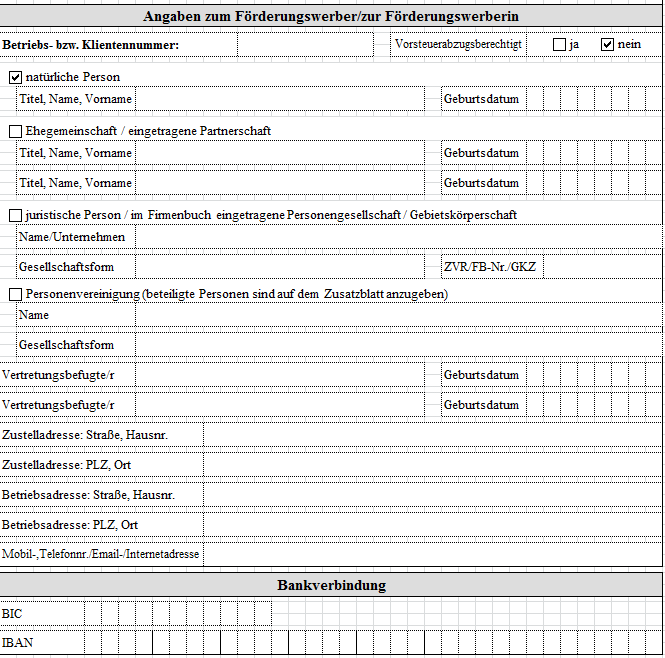 Angaben zum Förderungswerber/zur Förderungswerberin
Betriebs- bzw. Klientennummer: Vorsteuerabzugsberechtigt ja nein
natürliche Person
Titel, Name, Vorname Geburtsdatum
Ehegemeinschaft / eingetragene Partnerschaft
Titel, Name, Vorname Geburtsdatum
Titel, Name, Vorname Geburtsdatum
juristische Person / im Firmenbuch eingetragene Personengesellschaft / Gebietskörperschaft
Name/Unternehmen
Gesellschaftsform ZVR/FB-Nr./GKZ
Personenvereinigung (beteiligte Personen sind auf dem Zusatzblatt anzugeben)
Name
Gesellschaftsform
Vertretungsbefugte/r Geburtsdatum
Vertretungsbefugte/r Geburtsdatum
Zustelladresse: Straße, Hausnr.
Zustelladresse: PLZ, Ort
Betriebsadresse: Straße, Hausnr.
Betriebsadresse: PLZ, Ort
Mobil-,Telefonnr./Email-/Internetadresse
Bankverbindung
BIC
IBAN